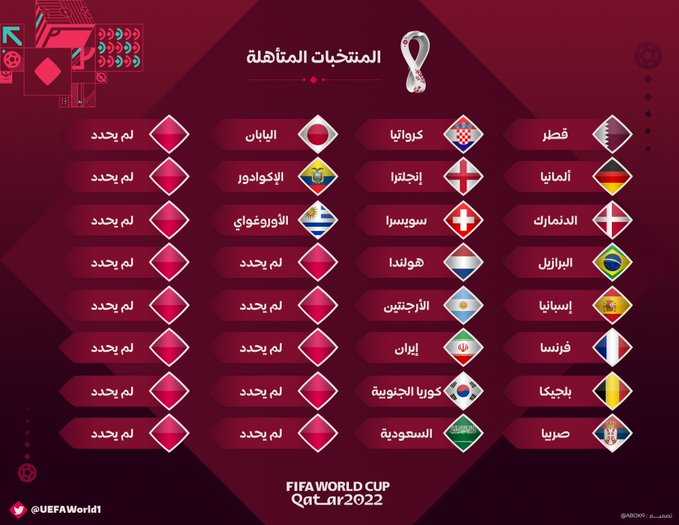 المنتخبات المتأهلة
قطر
ألمانيا
الدنمارك
البرازيل
إسبانيا
فرنسا
بلجيكا
صربيا
كرواتيا
إنجلترا
سويسرا
هولندا
الأرجنتين
إيران
كوريا الجنوبية
السعودية
اليابان
الإكوادور
الأوروغواي
لم يحدد
لم يحدد
لم يحدد
لم يحدد
لم يحدد
لم يحدد
لم يحدد
لم يحدد
لم يحدد
لم يحدد
لم يحدد
لم يحدد
لم يحدد
FIFA WORLD CUP
Qatar2022
@UEFAWorld1
تصميم : @ABOK9